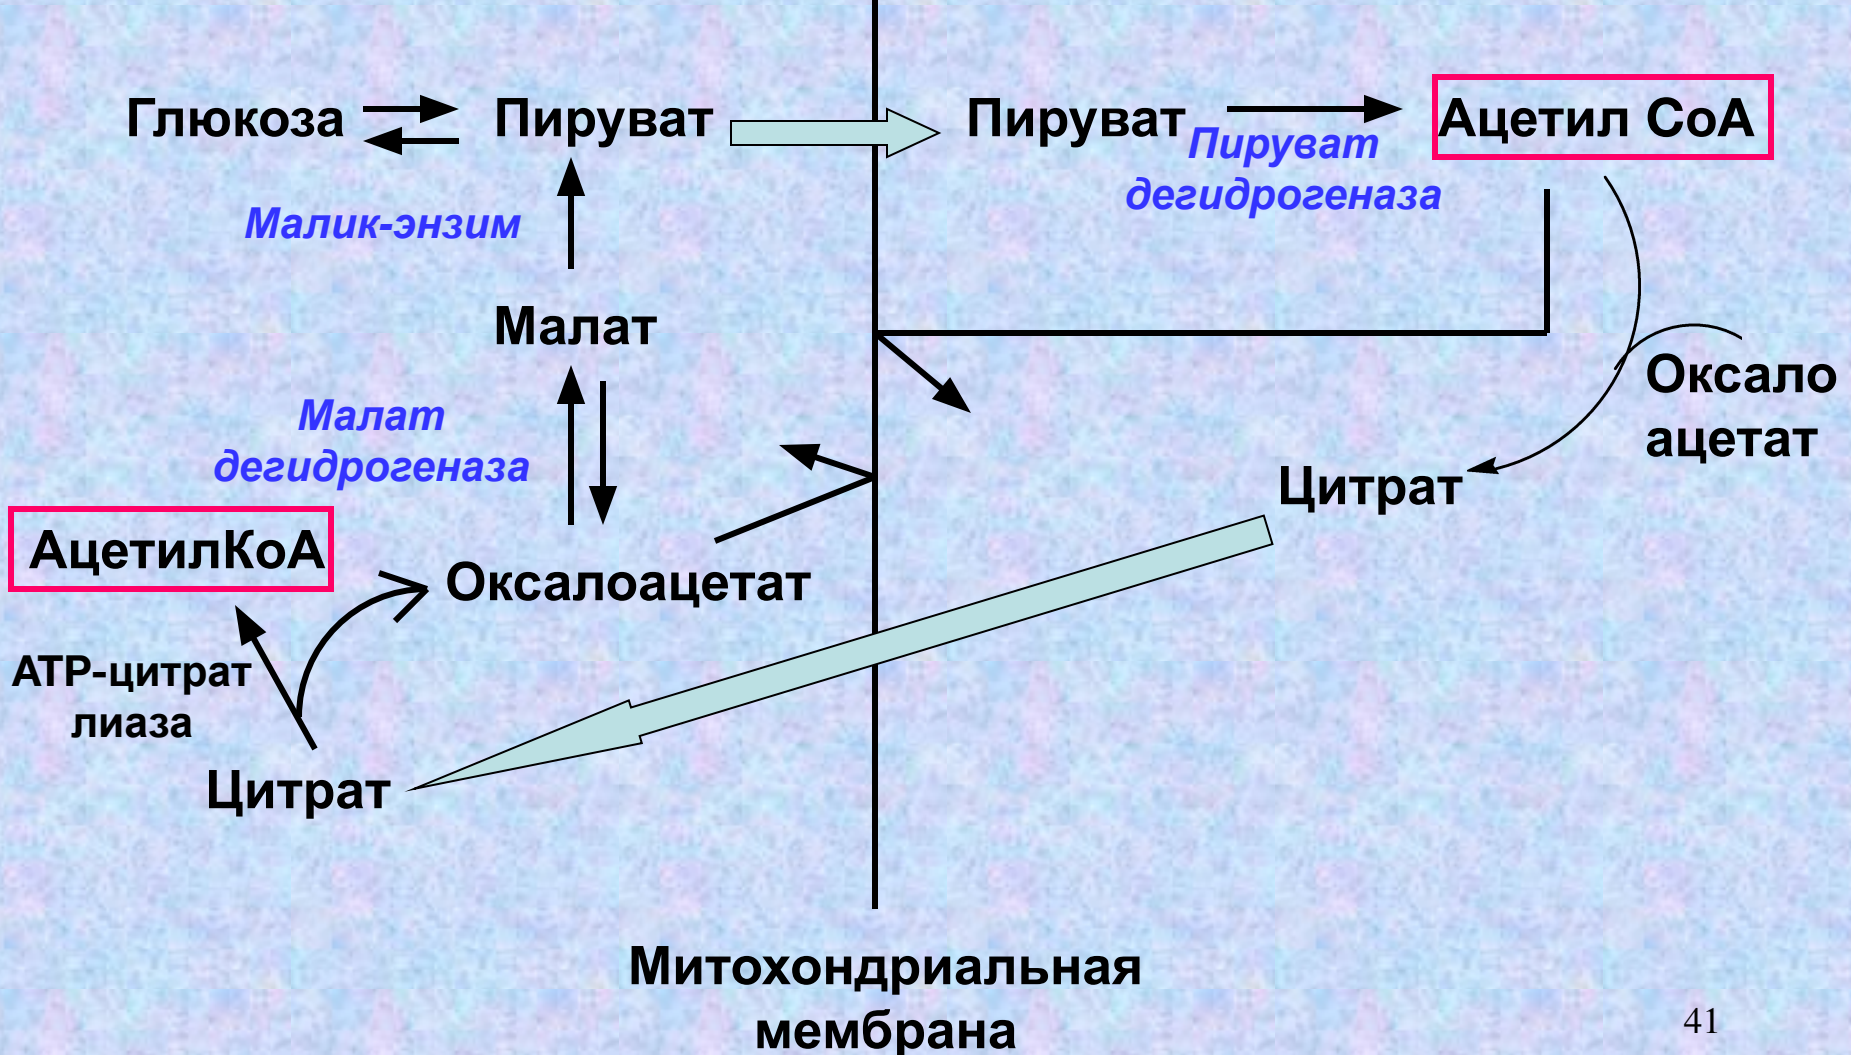 Глюкоза
Пируват
Пируват
Ацетил СоА
Пируват
дегидрогеназа
Малик-энзим
Малат
Оксало
ацетат
Малат
дегидрогеназа
Цитрат
АцетилКоА
Оксалоацетат
АТР-цитрат
лиаза
Цитрат
Митохондриальная
мембрана
41